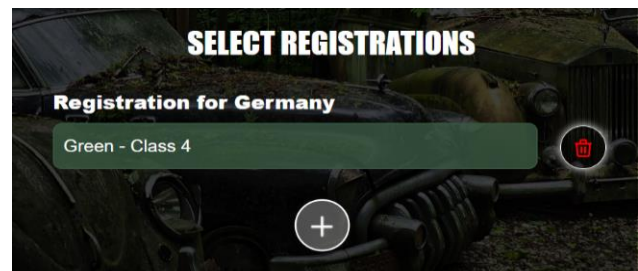 SELECT REGISTRATIONS
Registration for Germany
Green - Class 4